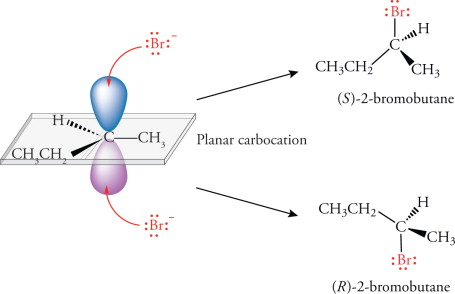 :Br:⁻
H
C—CH₃
CH₃CH₂
Planar carbocation
:Br:⁻
:Br:
H
C
CH₃CH₂
CH₃
(S)-2-bromobutane
CH₃CH₂
H
C
CH₃
:Br:
(R)-2-bromobutane